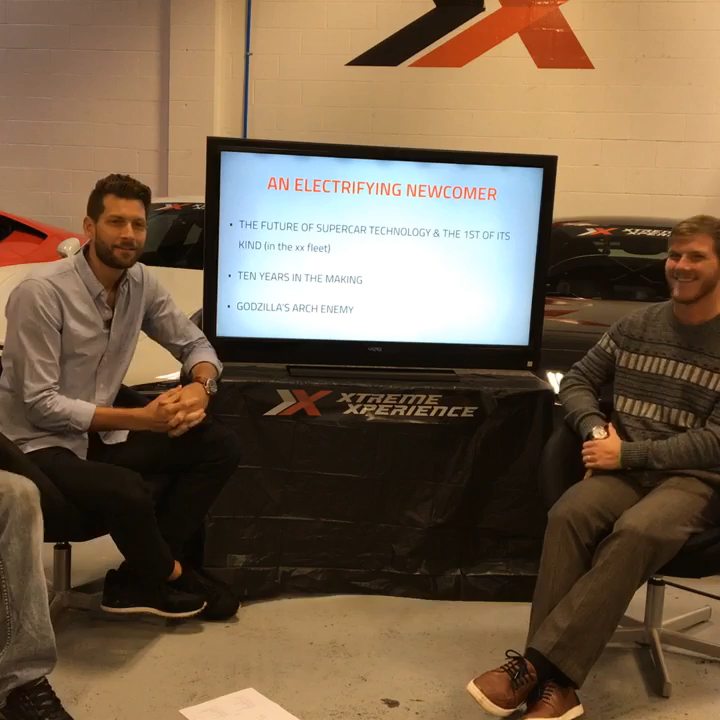 AN ELECTRIFYING NEWCOMER
• THE FUTURE OF SUPERCAR TECHNOLOGY & THE 1ST OF ITS
KIND (in the xx fleet)
• TEN YEARS IN THE MAKING
• GODZILLA'S ARCH ENEMY
XTREME
XPERIENCE